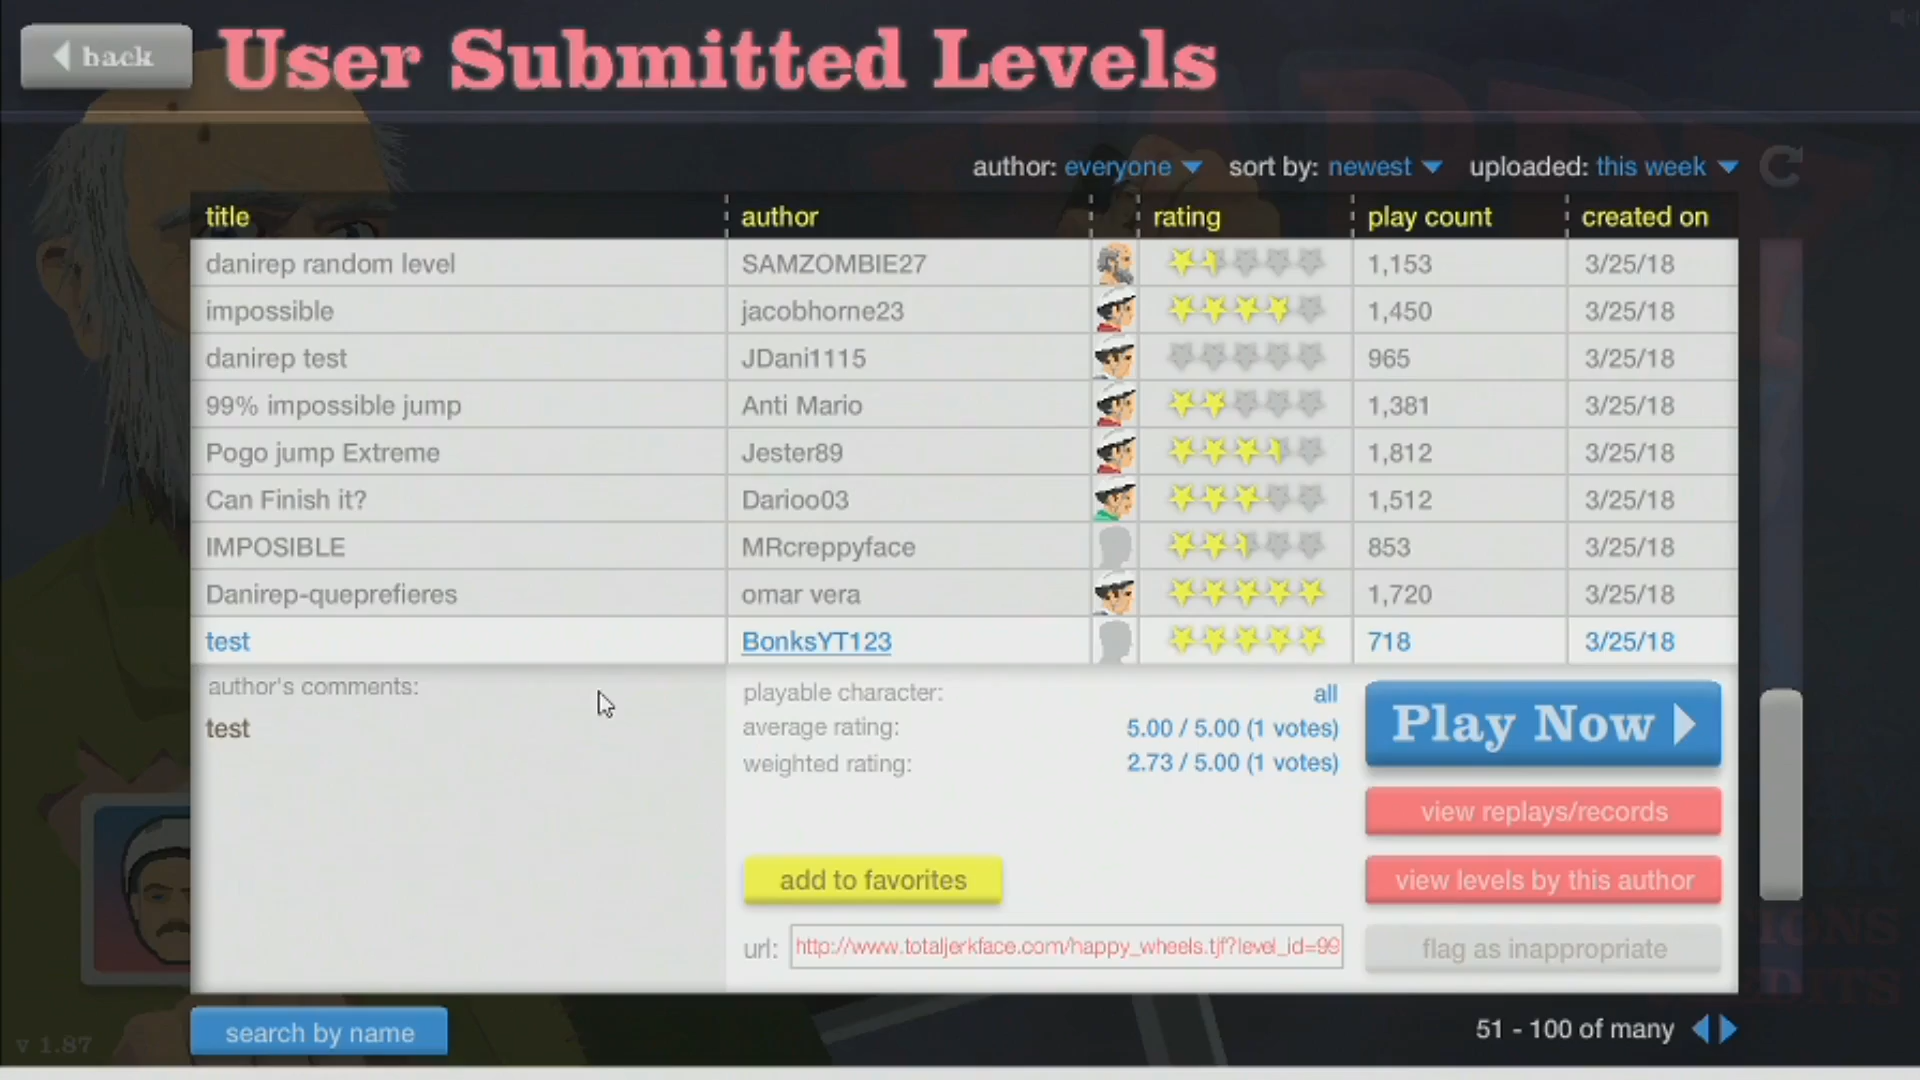 back
User Submitted Levels
author: everyone sort by: newest uploaded: this week
title author rating play count created on
danirep random level SAMZOMBIE27 1,153 3/25/18
impossible jacobhorne23 1,450 3/25/18
danirep test JDani1115 965 3/25/18
99% impossible jump Anti Mario 1,381 3/25/18
Pogo jump Extreme Jester89 1,812 3/25/18
Can Finish it? Darioo03 1,512 3/25/18
IMPOSIBLE MRcreppyface 853 3/25/18
Danirep-queprefieres omar vera 1,720 3/25/18
test BonksYT123 718 3/25/18
author's comments:
test
playable character: all
average rating: 5.00 / 5.00 (1 votes)
weighted rating: 2.73 / 5.00 (1 votes)
Play Now
view replays/records
add to favorites
view levels by this author
url: http://www.totaljerkface.com/happy_wheels.tjf?level_id=99
flag as inappropriate
search by name
51 - 100 of many
v 1.87